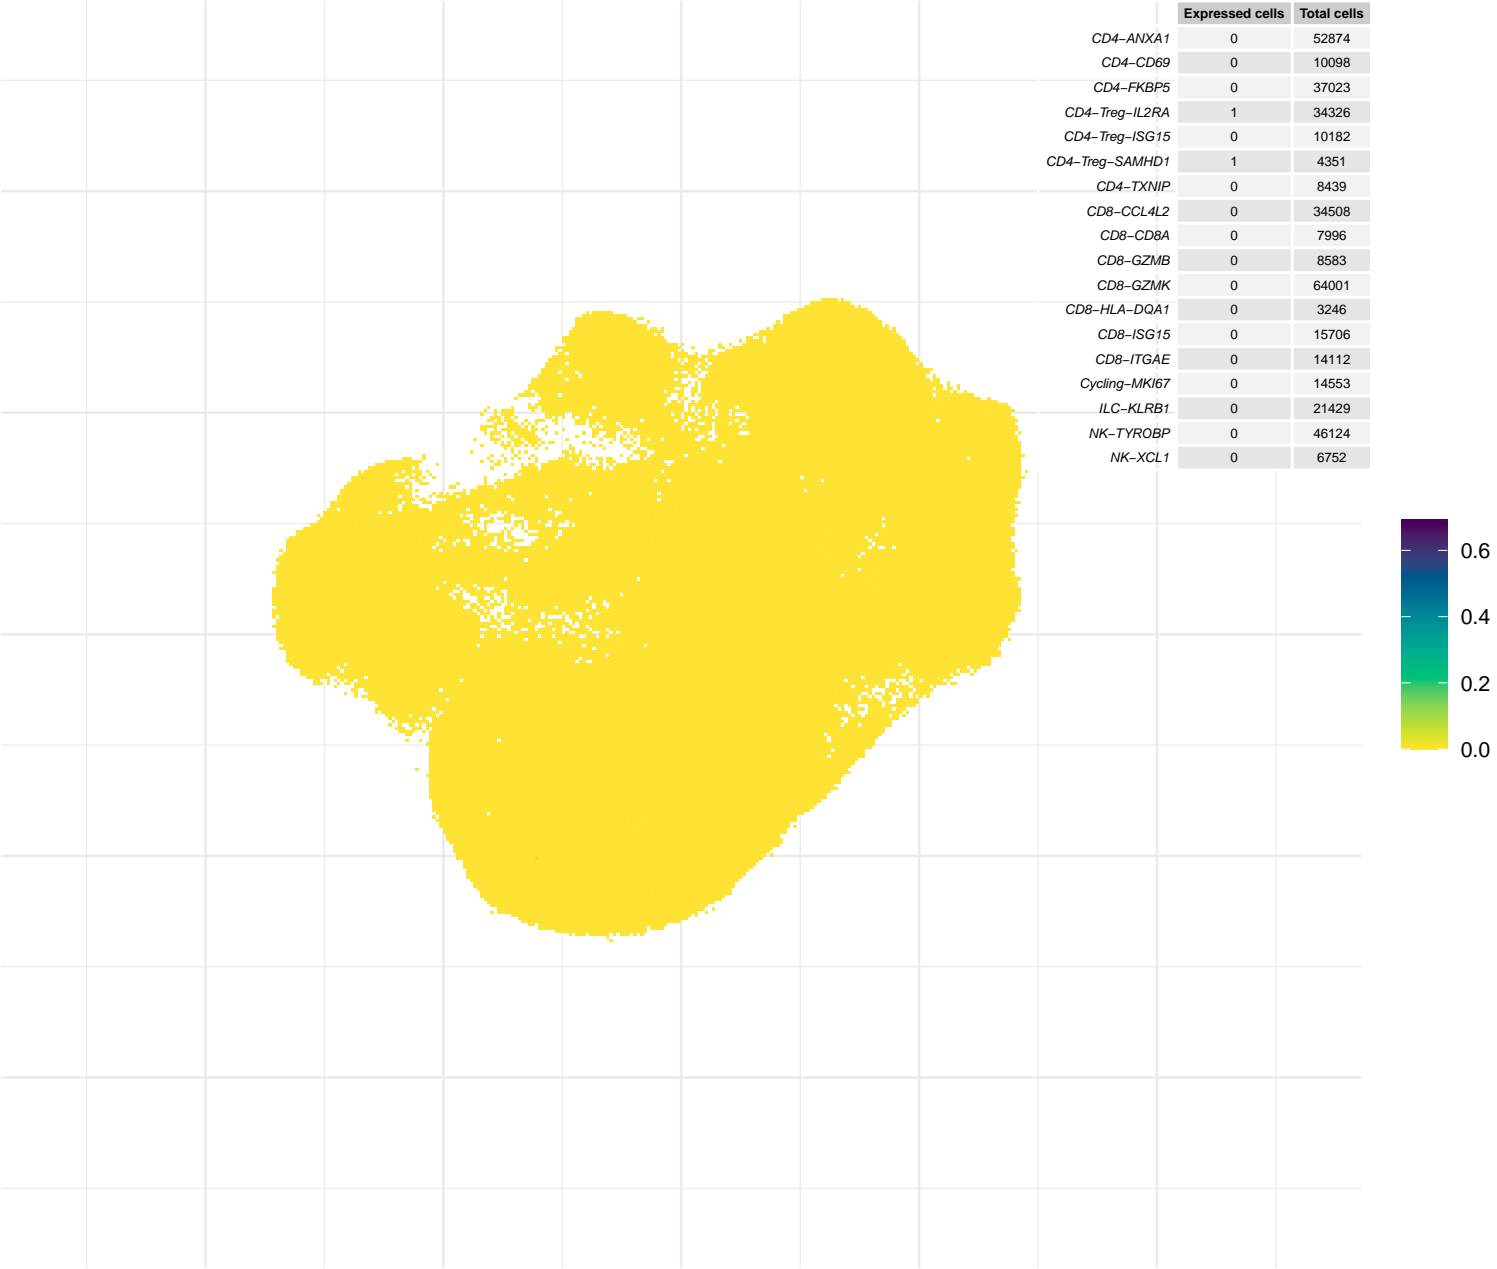 Expressed cells Total cells
CD4−ANXA1 0 52874
CD4−CD69 0 10098
CD4−FKBP5 0 37023
CD4−Treg−IL2RA 1 34326
CD4−Treg−ISG15 0 10182
CD4−Treg−SAMHD1 1 4351
CD4−TXNIP 0 8439
CD8−CCL4L2 0 34508
CD8−CD8A 0 7996
CD8−GZMB 0 8583
CD8−GZMK 0 64001
CD8−HLA−DQA1 0 3246
CD8−ISG15 0 15706
CD8−ITGAE 0 14112
Cycling−MKI67 0 14553
ILC−KLRB1 0 21429
NK−TYROBP 0 46124
NK−XCL1 0 6752
0.6
0.4
0.2
0.0